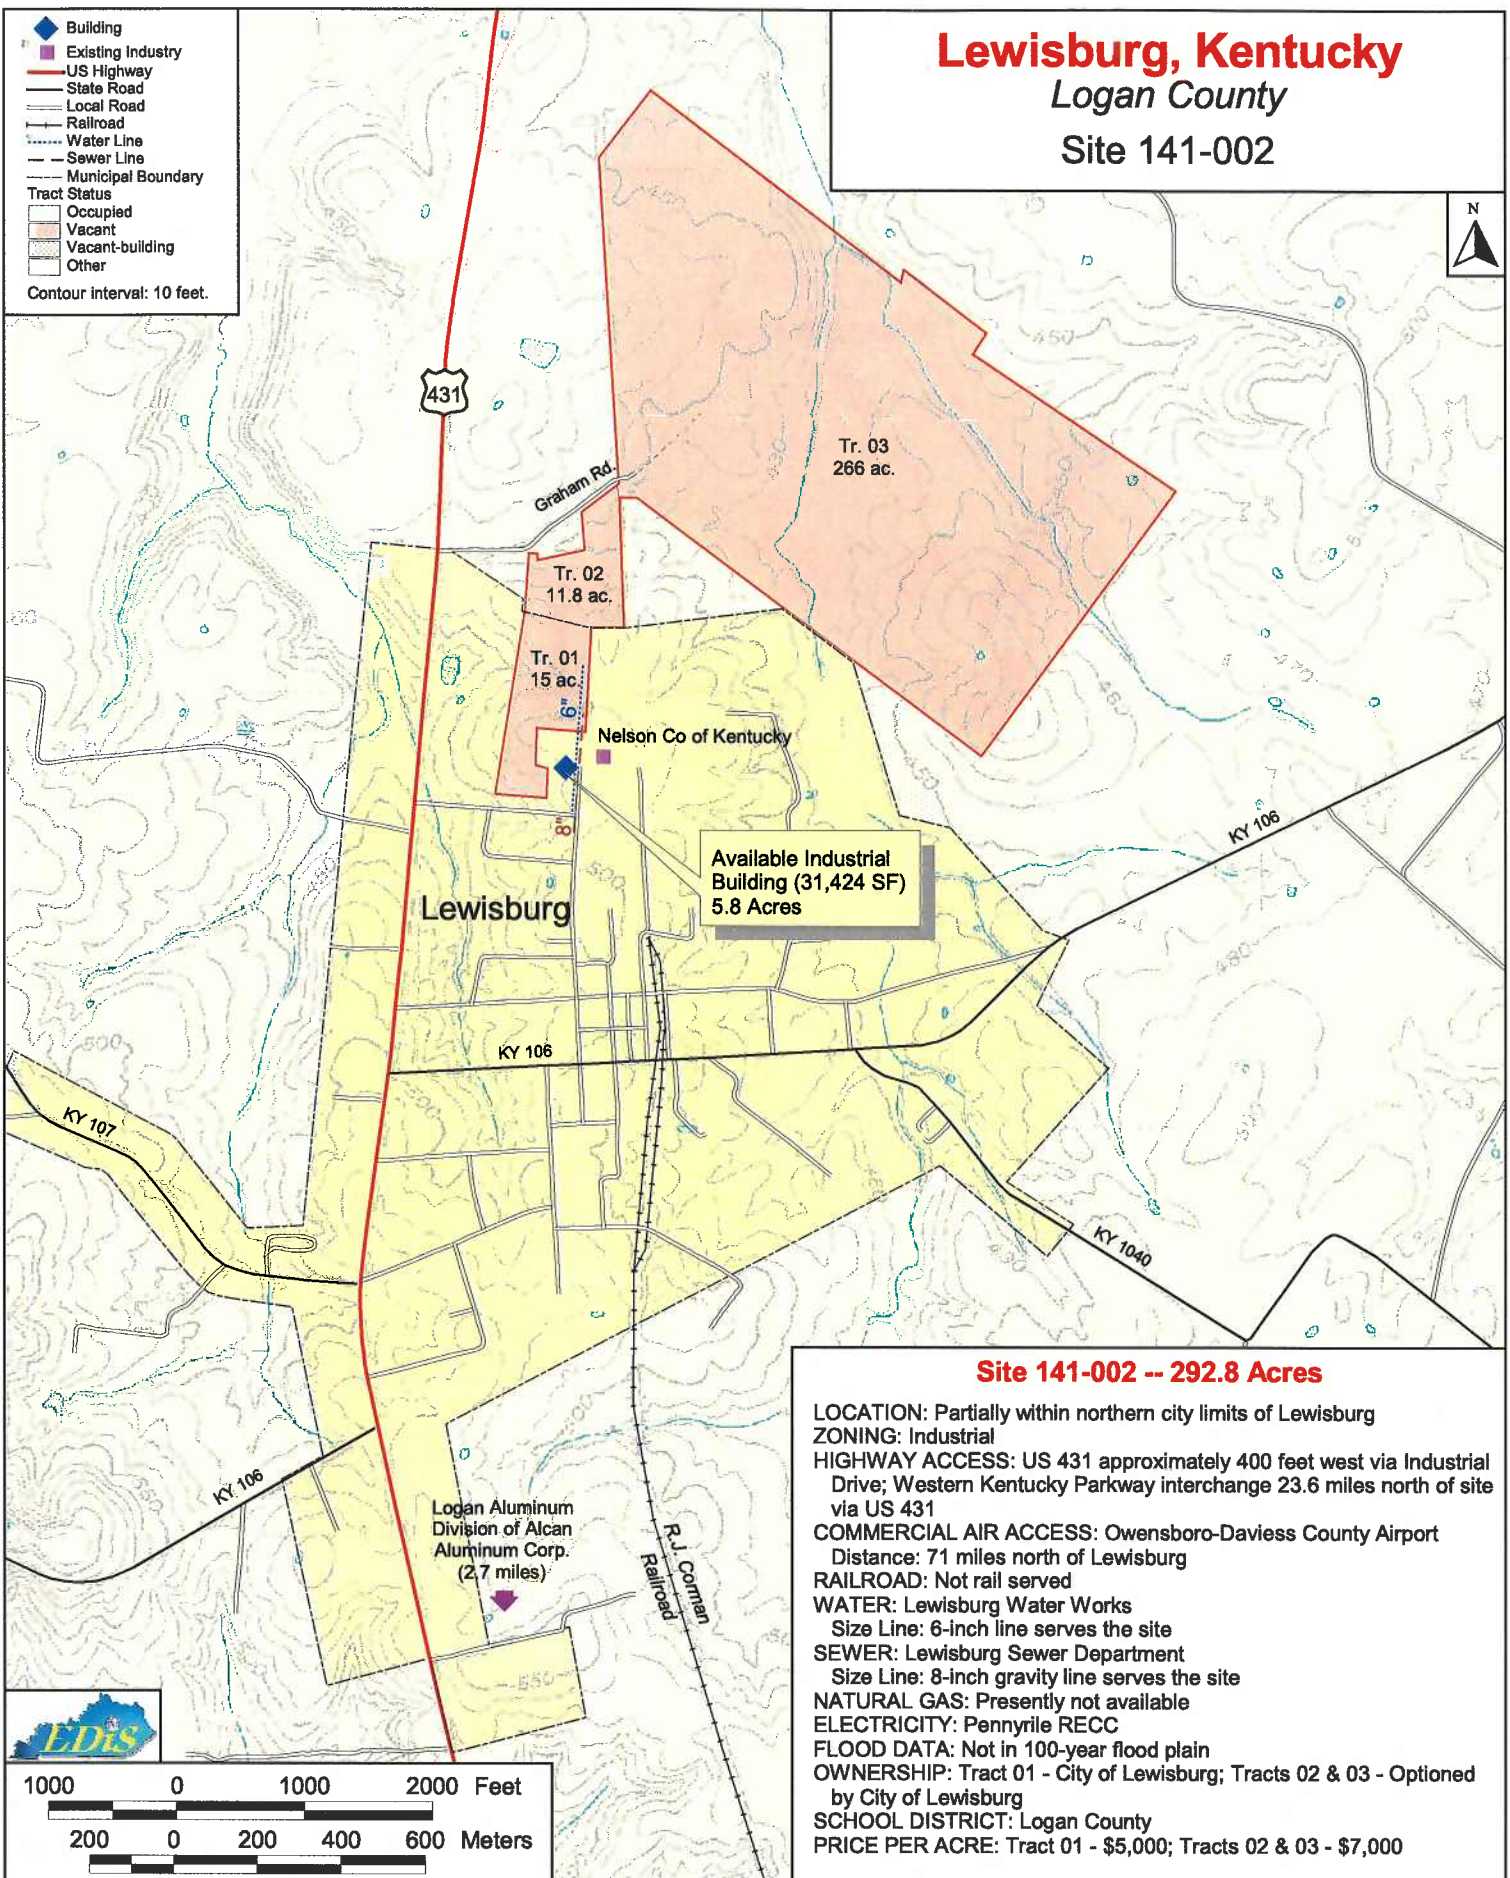 Building
Existing Industry
US Highway
State Road
Local Road
Railroad
Water Line
Sewer Line
Municipal Boundary
Tract Status
Occupied
Vacant
Vacant-building
Other
Contour interval: 10 feet.
Lewisburg, Kentucky
Logan County
Site 141-002
N
431
450
Graham Rd.
Tr. 03
266 ac.
Tr. 02
11.8 ac.
Tr. 01
15 ac.
6"
Nelson Co of Kentucky
8"
Available Industrial
Building (31,424 SF)
5.8 Acres
Lewisburg
500
KY 106
480
500
KY 106
KY 107
500
KY 1040
KY 106
Logan Aluminum
Division of Alcan
Aluminum Corp.
(2.7 miles)
R.J. Corman
Railroad
550
Site 141-002 -- 292.8 Acres
LOCATION: Partially within northern city limits of Lewisburg
ZONING: Industrial
HIGHWAY ACCESS: US 431 approximately 400 feet west via Industrial
Drive; Western Kentucky Parkway interchange 23.6 miles north of site
via US 431
COMMERCIAL AIR ACCESS: Owensboro-Daviess County Airport
Distance: 71 miles north of Lewisburg
RAILROAD: Not rail served
WATER: Lewisburg Water Works
Size Line: 6-inch line serves the site
SEWER: Lewisburg Sewer Department
Size Line: 8-inch gravity line serves the site
NATURAL GAS: Presently not available
ELECTRICITY: Pennyrile RECC
FLOOD DATA: Not in 100-year flood plain
OWNERSHIP: Tract 01 - City of Lewisburg; Tracts 02 & 03 - Optioned
by City of Lewisburg
SCHOOL DISTRICT: Logan County
PRICE PER ACRE: Tract 01 - $5,000; Tracts 02 & 03 - $7,000
EDiS
1000 0 1000 2000 Feet
200 0 200 400 600 Meters